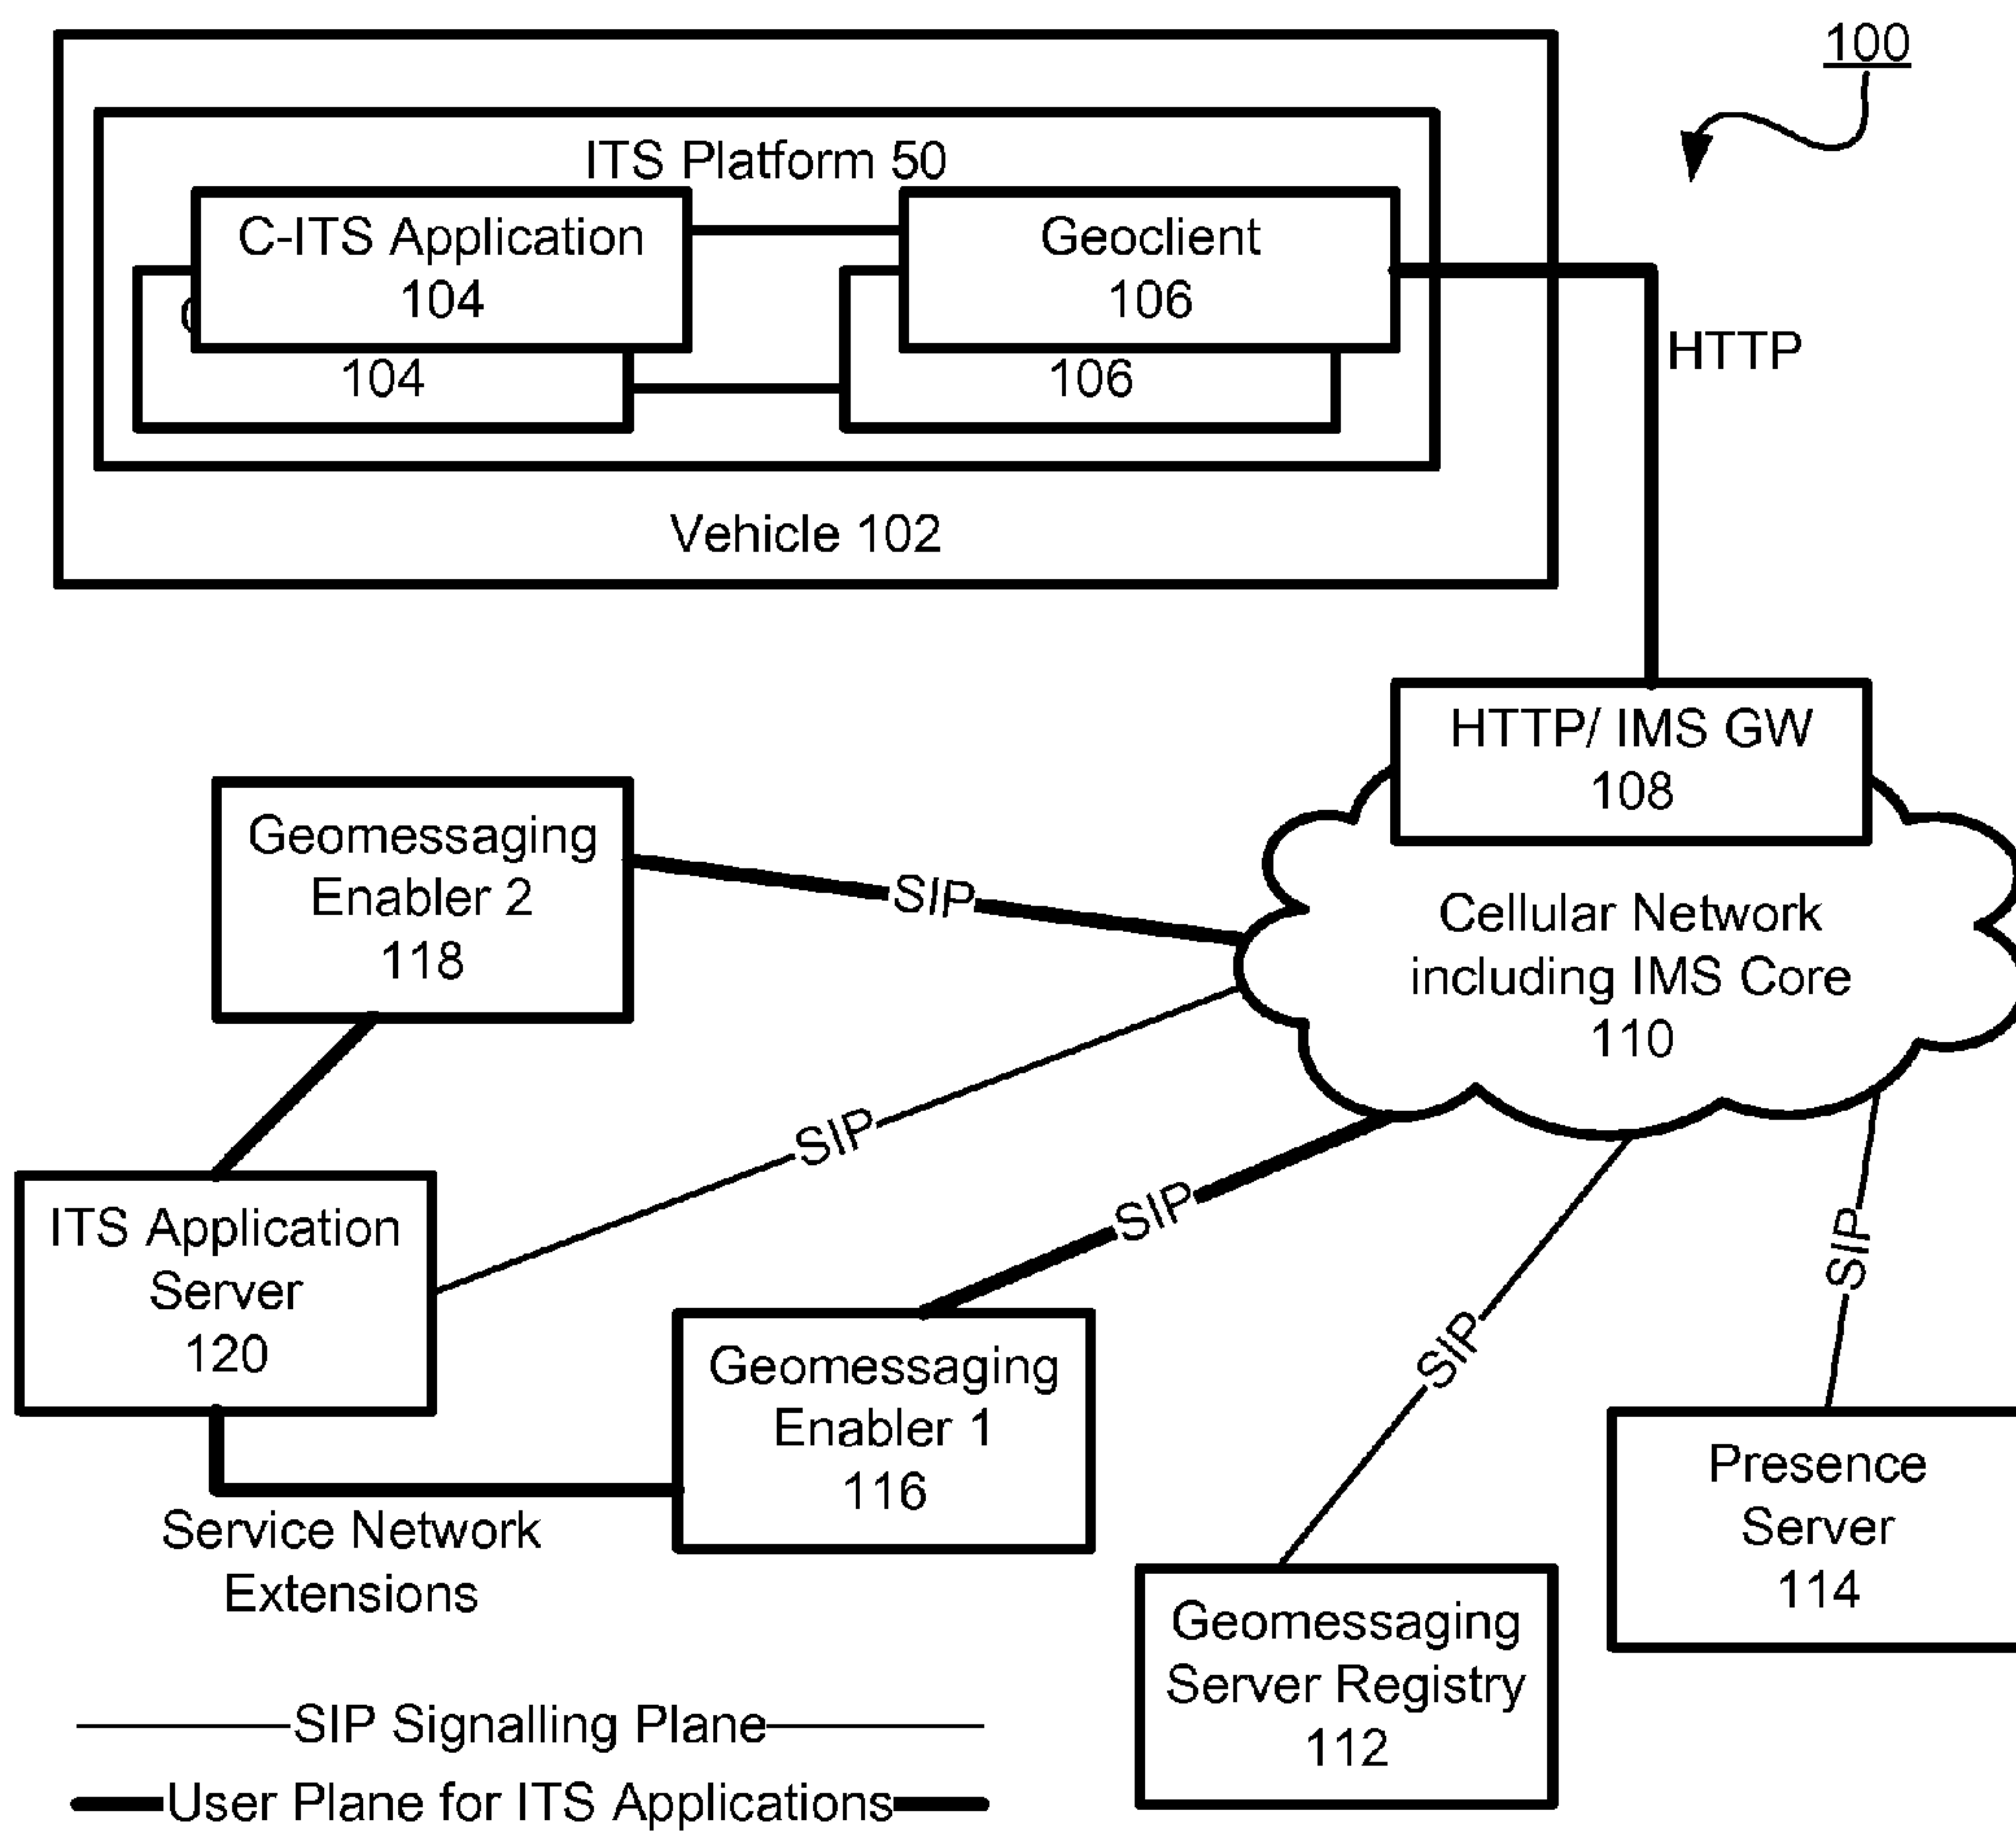 100
ITS Platform 50
C-ITS Application
104
104
Geoclient
106
106
HTTP
Vehicle 102
HTTP/ IMS GW
108
Geomessaging
Enabler 2
118
SIP
Cellular Network
including IMS Core
110
SIP
SIP
SIP
SIP
ITS Application
Server
120
Geomessaging
Enabler 1
116
Service Network
Extensions
Presence
Server
114
Geomessaging
Server Registry
112
SIP Signalling Plane
User Plane for ITS Applications